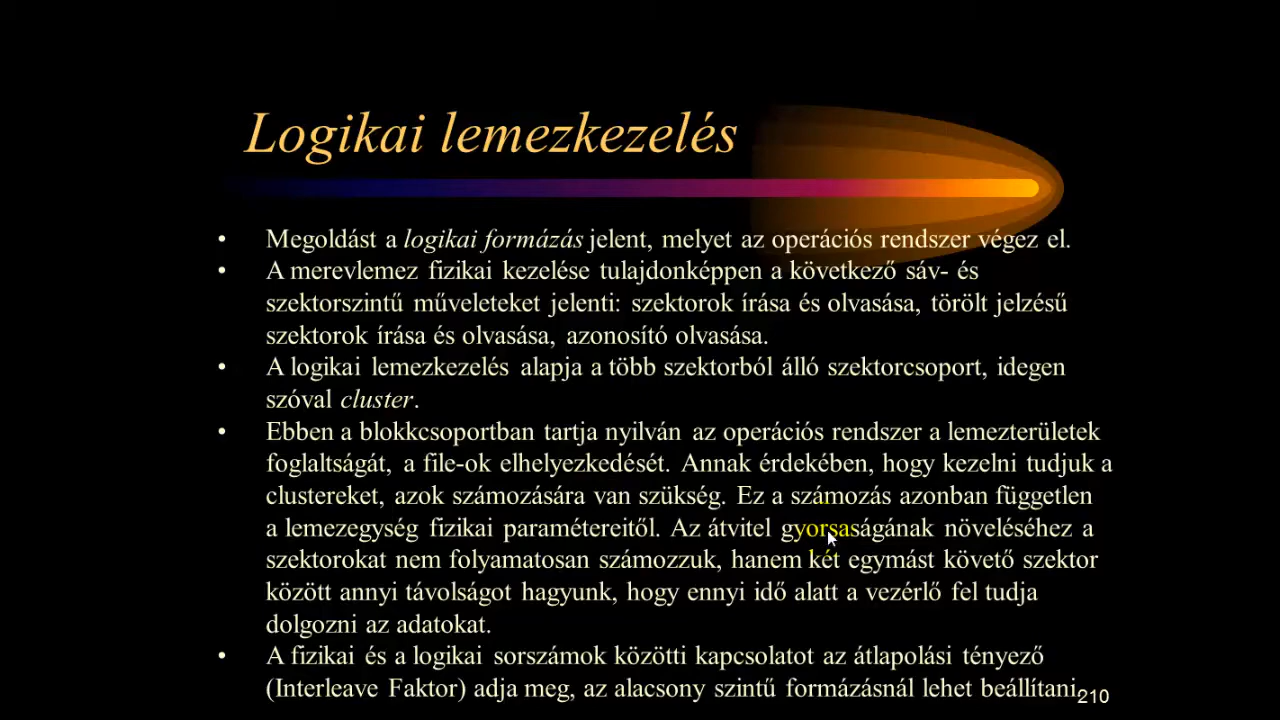 Logikai lemezkezelés
• Megoldást a logikai formázás jelent, melyet az operációs rendszer végez el.
• A merevlemez fizikai kezelése tulajdonképpen a következő sáv- és
szektorszintű műveleteket jelenti: szektorok írása és olvasása, törölt jelzésű
szektorok írása és olvasása, azonosító olvasása.
• A logikai lemezkezelés alapja a több szektorból álló szektorcsoport, idegen
szóval cluster.
• Ebben a blokkcsoportban tartja nyilván az operációs rendszer a lemezterületek
foglaltságát, a file-ok elhelyezkedését. Annak érdekében, hogy kezelni tudjuk a
clustereket, azok számozására van szükség. Ez a számozás azonban független
a lemezegység fizikai paramétereitől. Az átvitel gyorsaságának növeléséhez a
szektorokat nem folyamatosan számozzuk, hanem két egymást követő szektor
között annyi távolságot hagyunk, hogy ennyi idő alatt a vezérlő fel tudja
dolgozni az adatokat.
• A fizikai és a logikai sorszámok közötti kapcsolatot az átlapolási tényező
(Interleave Faktor) adja meg, az alacsony szintű formázásnál lehet beállítani.
210